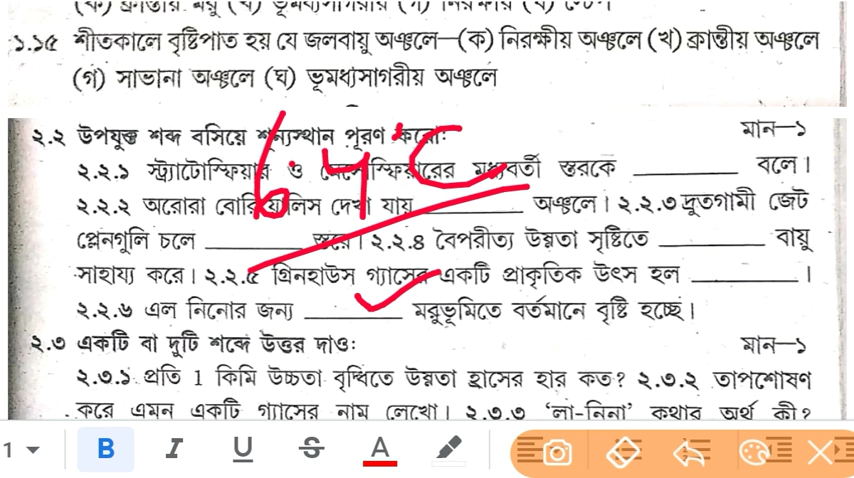 ১.১৫ শীতকালে বৃষ্টিপাত হয় যে জলবায়ু অঞ্চলে—(ক) নিরক্ষীয় অঞ্চলে (খ) ক্রান্তীয় অঞ্চলে
(গ) সাভানা অঞ্চলে (ঘ) ভূমধ্যসাগরীয় অঞ্চলে
২.২ উপযুক্ত শব্দ বসিয়ে শূন্যস্থান পূরণ করো: মান—১
২.২.১ স্ট্র্যাটোস্ফিয়ার ও মেসোস্ফিয়ারের মধ্যবর্তী স্তরকে ________ বলে।
২.২.২ অরোরা বোরিয়ালিস দেখা যায় ________ অঞ্চলে। ২.২.৩ দ্রুতগামী জেট
প্লেনগুলি চলে ________ স্তরে। ২.২.৪ বৈপরীত্য উষ্ণতা সৃষ্টিতে ________ বায়ু
সাহায্য করে। ২.২.৫ গ্রিনহাউস গ্যাসের একটি প্রাকৃতিক উৎস হল ________।
২.২.৬ এল নিনোর জন্য ________ মরুভূমিতে বর্তমানে বৃষ্টি হচ্ছে।
২.৩ একটি বা দুটি শব্দে উত্তর দাও: মান—১
২.৩.১ প্রতি 1 কিমি উচ্চতা বৃদ্ধিতে উষ্ণতা হ্রাসের হার কত? ২.৩.২ তাপশোষণ
করে এমন একটি গ্যাসের নাম লেখো। ২.৩.৩ ‘লা-নিনা’ কথার অর্থ কী?
6.4°C
1 B I U S A